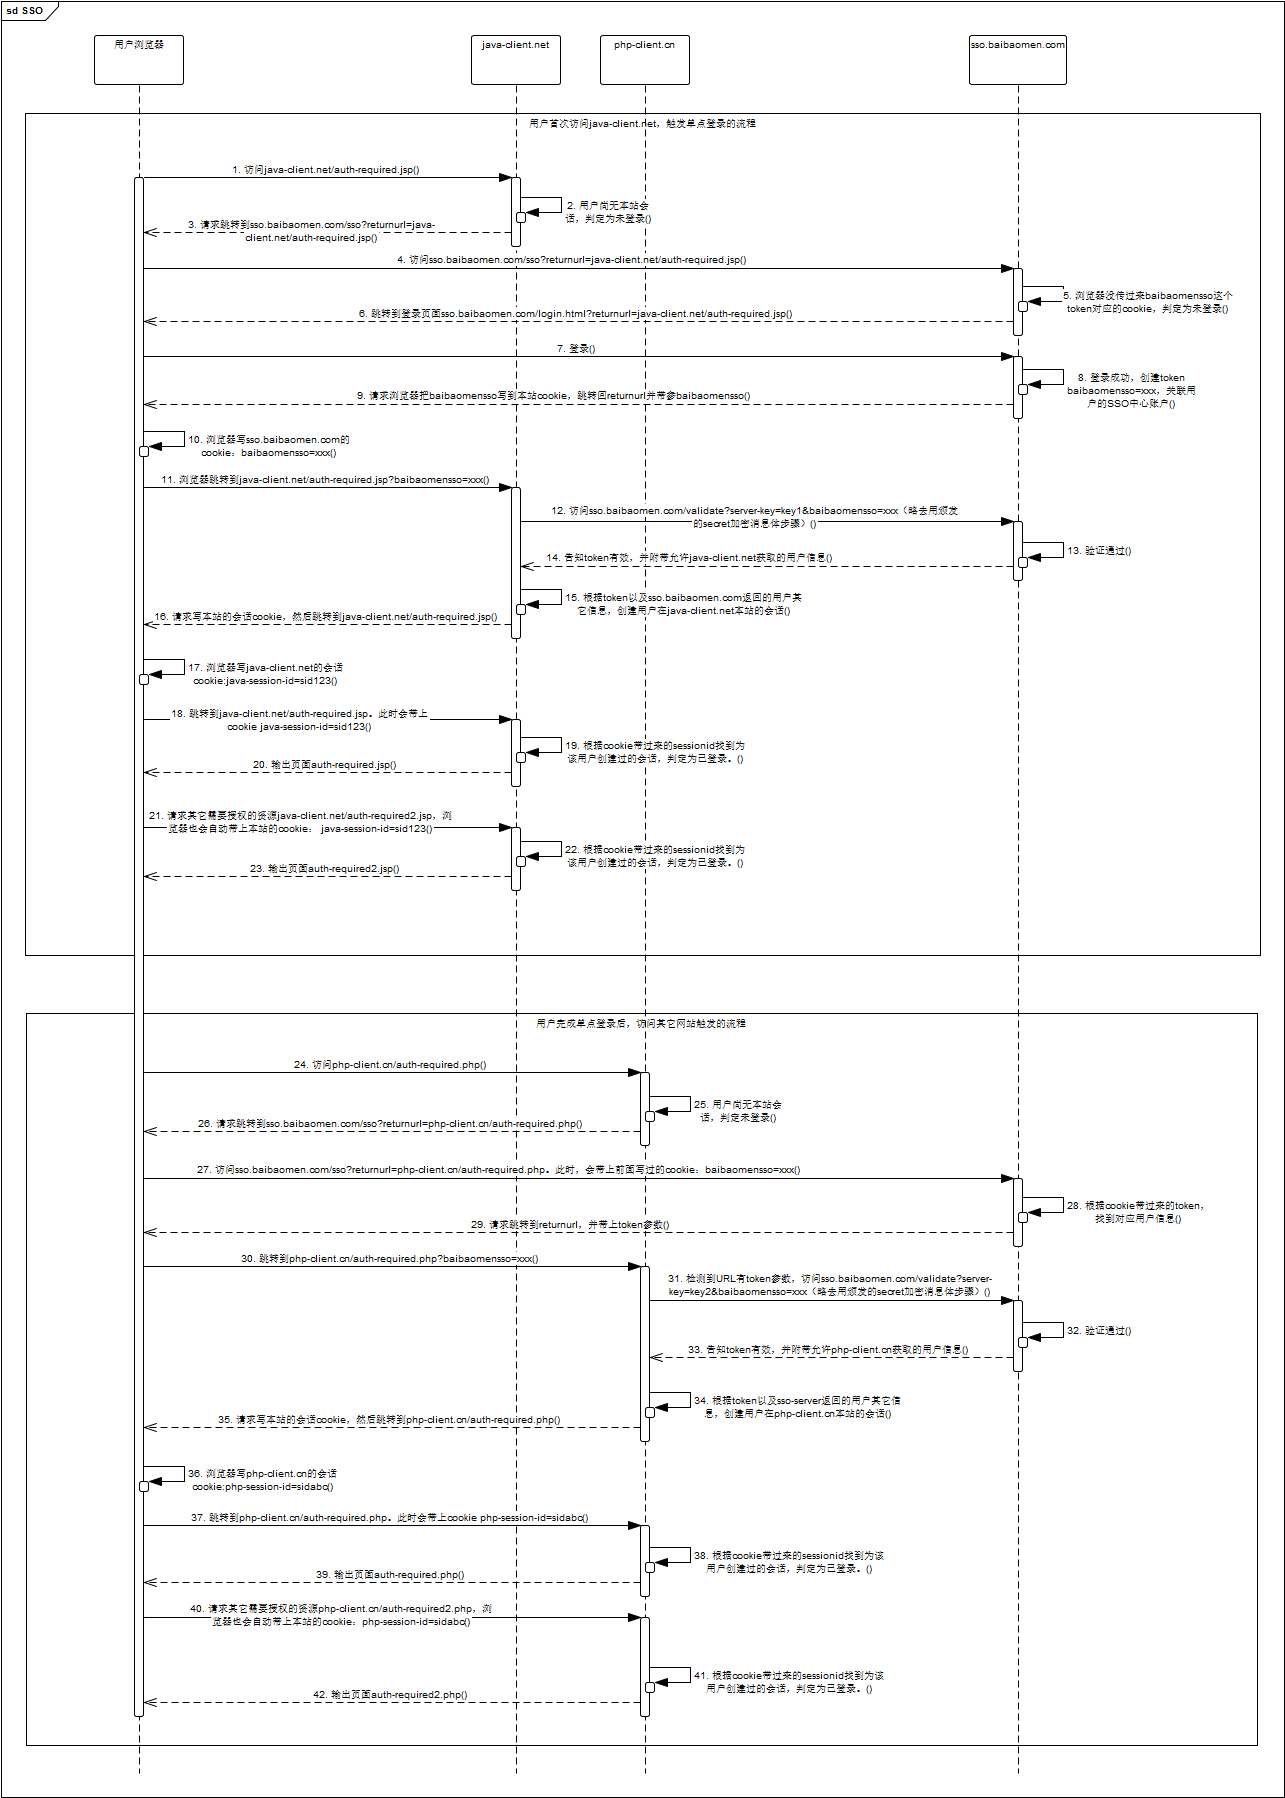 sd SSO
用户浏览器
java-client.net
php-client.cn
sso.baibaomen.com
用户首次访问java-client.net，触发单点登录的流程
1. 访问java-client.net/auth-required.jsp()
2. 用户尚无本站会
话，判定为未登录()
3. 请求跳转到sso.baibaomen.com/sso?returnurl=java-
client.net/auth-required.jsp()
4. 访问sso.baibaomen.com/sso?returnurl=java-client.net/auth-required.jsp()
5. 浏览器没传过来baibaomensso这个
token对应的cookie，判定为未登录()
6. 跳转到登录页面sso.baibaomen.com/login.html?returnurl=java-client.net/auth-required.jsp()
7. 登录()
8. 登录成功，创建token
baibaomensso=xxx，关联用
户的SSO中心账户()
9. 请求浏览器把baibaomensso写到本站cookie，跳转回returnurl并带参baibaomensso()
10. 浏览器写sso.baibaomen.com的
cookie：baibaomensso=xxx()
11. 浏览器跳转到java-client.net/auth-required.jsp?baibaomensso=xxx()
12. 访问sso.baibaomen.com/validate?server-key=key1&baibaomensso=xxx（略去用颁发
的secret加密消息体步骤）()
13. 验证通过()
14. 告知token有效，并附带允许java-client.net获取的用户信息()
15. 根据token以及sso.baibaomen.com返回的用户其
它信息，创建用户在java-client.net本站的会话()
16. 请求写本站的会话cookie，然后跳转到java-client.net/auth-required.jsp()
17. 浏览器写java-client.net的会话
cookie:java-session-id=sid123()
18. 跳转到java-client.net/auth-required.jsp。此时会带上
cookie java-session-id=sid123()
19. 根据cookie带过来的sessionid找到为
该用户创建过的会话，判定为已登录。()
20. 输出页面auth-required.jsp()
21. 请求其它需要授权的资源java-client.net/auth-required2.jsp，浏
览器也会自动带上本站的cookie： java-session-id=sid123()
22. 根据cookie带过来的sessionid找到为
该用户创建过的会话，判定为已登录。()
23. 输出页面auth-required2.jsp()
用户完成单点登录后，访问其它网站触发的流程
24. 访问php-client.cn/auth-required.php()
25. 用户尚无本站会
话，判定未登录()
26. 请求跳转到sso.baibaomen.com/sso?returnurl=php-client.cn/auth-required.php()
27. 访问sso.baibaomen.com/sso?returnurl=php-client.cn/auth-required.php。此时，会带上前面写过的cookie：baibaomensso=xxx()
28. 根据cookie带过来的token，
找到对应用户信息()
29. 请求跳转到returnurl，并带上token参数()
30. 跳转到php-client.cn/auth-required.php?baibaomensso=xxx()
31. 检测到URL有token参数，访问sso.baibaomen.com/validate?server-
key=key2&baibaomensso=xxx（略去用颁发的secret加密消息体步骤）()
32. 验证通过()
33. 告知token有效，并附带允许php-client.cn获取的用户信息()
34. 根据token以及sso-server返回的用户其它信
息，创建用户在php-client.cn本站的会话()
35. 请求写本站的会话cookie，然后跳转到php-client.cn/auth-required.php()
36. 浏览器写php-client.cn的会话
cookie:php-session-id=sidabc()
37. 跳转到php-client.cn/auth-required.php。此时会带上cookie php-session-id=sidabc()
38. 根据cookie带过来的sessionid找到为该
用户创建过的会话，判定为已登录。()
39. 输出页面auth-required.php()
40. 请求其它需要授权的资源php-client.cn/auth-required2.php，浏
览器也会自动带上本站的cookie：php-session-id=sidabc()
41. 根据cookie带过来的sessionid找到为该
用户创建过的会话，判定为已登录。()
42. 输出页面auth-required2.php()